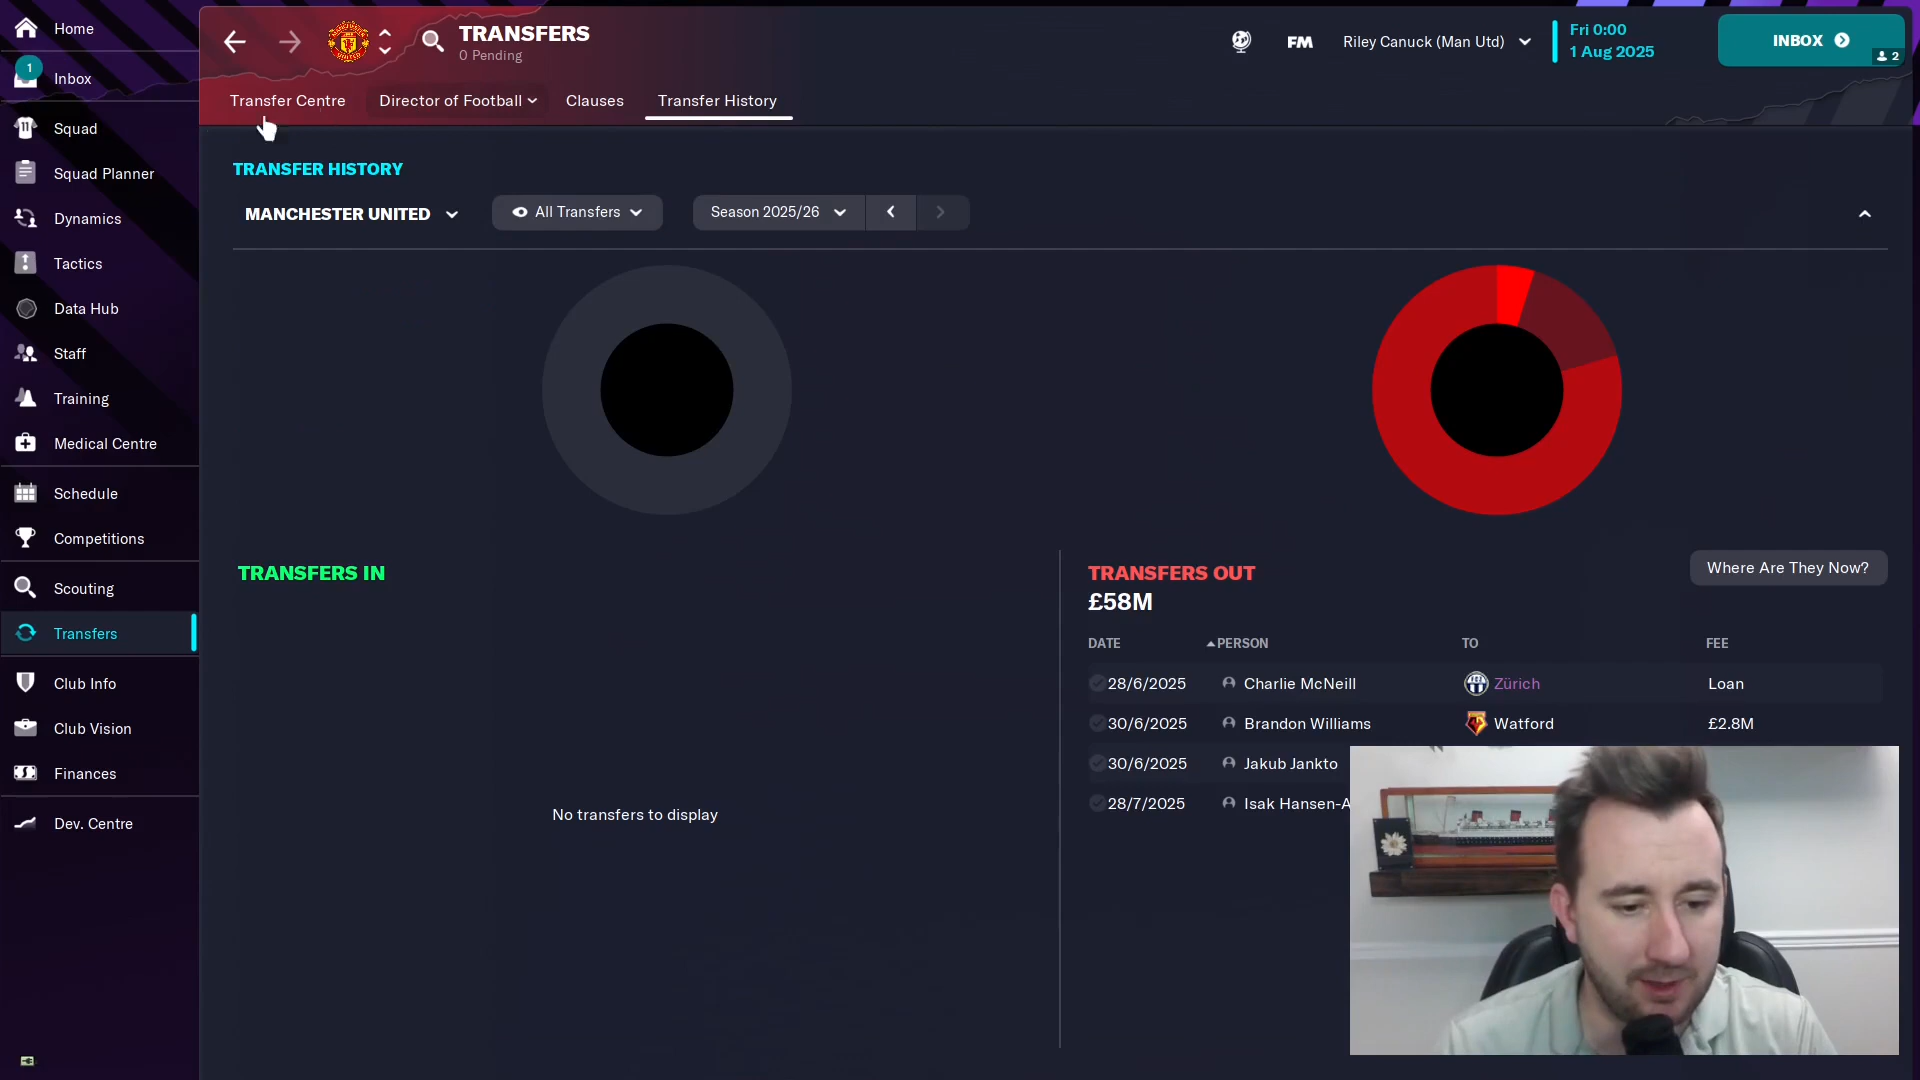 Home
1
Inbox
Squad
Squad Planner
Dynamics
Tactics
Data Hub
Staff
Training
Medical Centre
Schedule
Competitions
Scouting
Transfers
Club Info
Club Vision
Finances
Dev. Centre
TRANSFERS
0 Pending
FM
Riley Canuck (Man Utd)
Fri 0:00
1 Aug 2025
INBOX
2
Transfer Centre
Director of Football
Clauses
Transfer History
TRANSFER HISTORY
MANCHESTER UNITED
All Transfers
Season 2025/26
TRANSFERS IN
No transfers to display
TRANSFERS OUT
£58M
Where Are They Now?
DATE PERSON TO FEE
28/6/2025 Charlie McNeill Zürich Loan
30/6/2025 Brandon Williams Watford £2.8M
30/6/2025 Jakub Jankto
28/7/2025 Isak Hansen-A